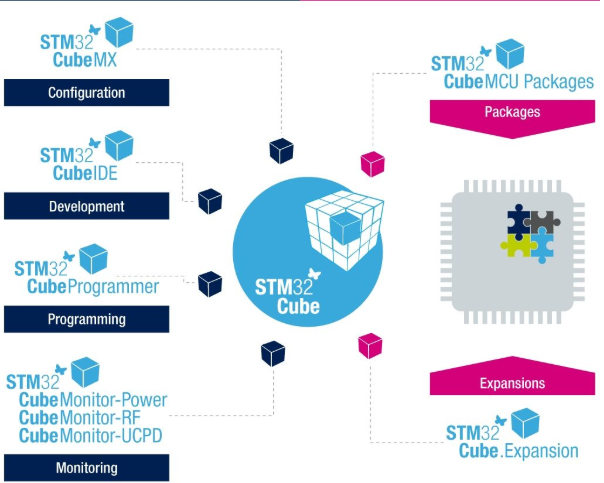 STM32
CubeMX
Configuration
STM32
CubeIDE
Development
STM32
CubeProgrammer
Programming
STM32
CubeMonitor-Power
CubeMonitor-RF
CubeMonitor-UCPD
Monitoring
STM32
Cube
STM32
CubeMCU Packages
Packages
Expansions
STM32
Cube.Expansion